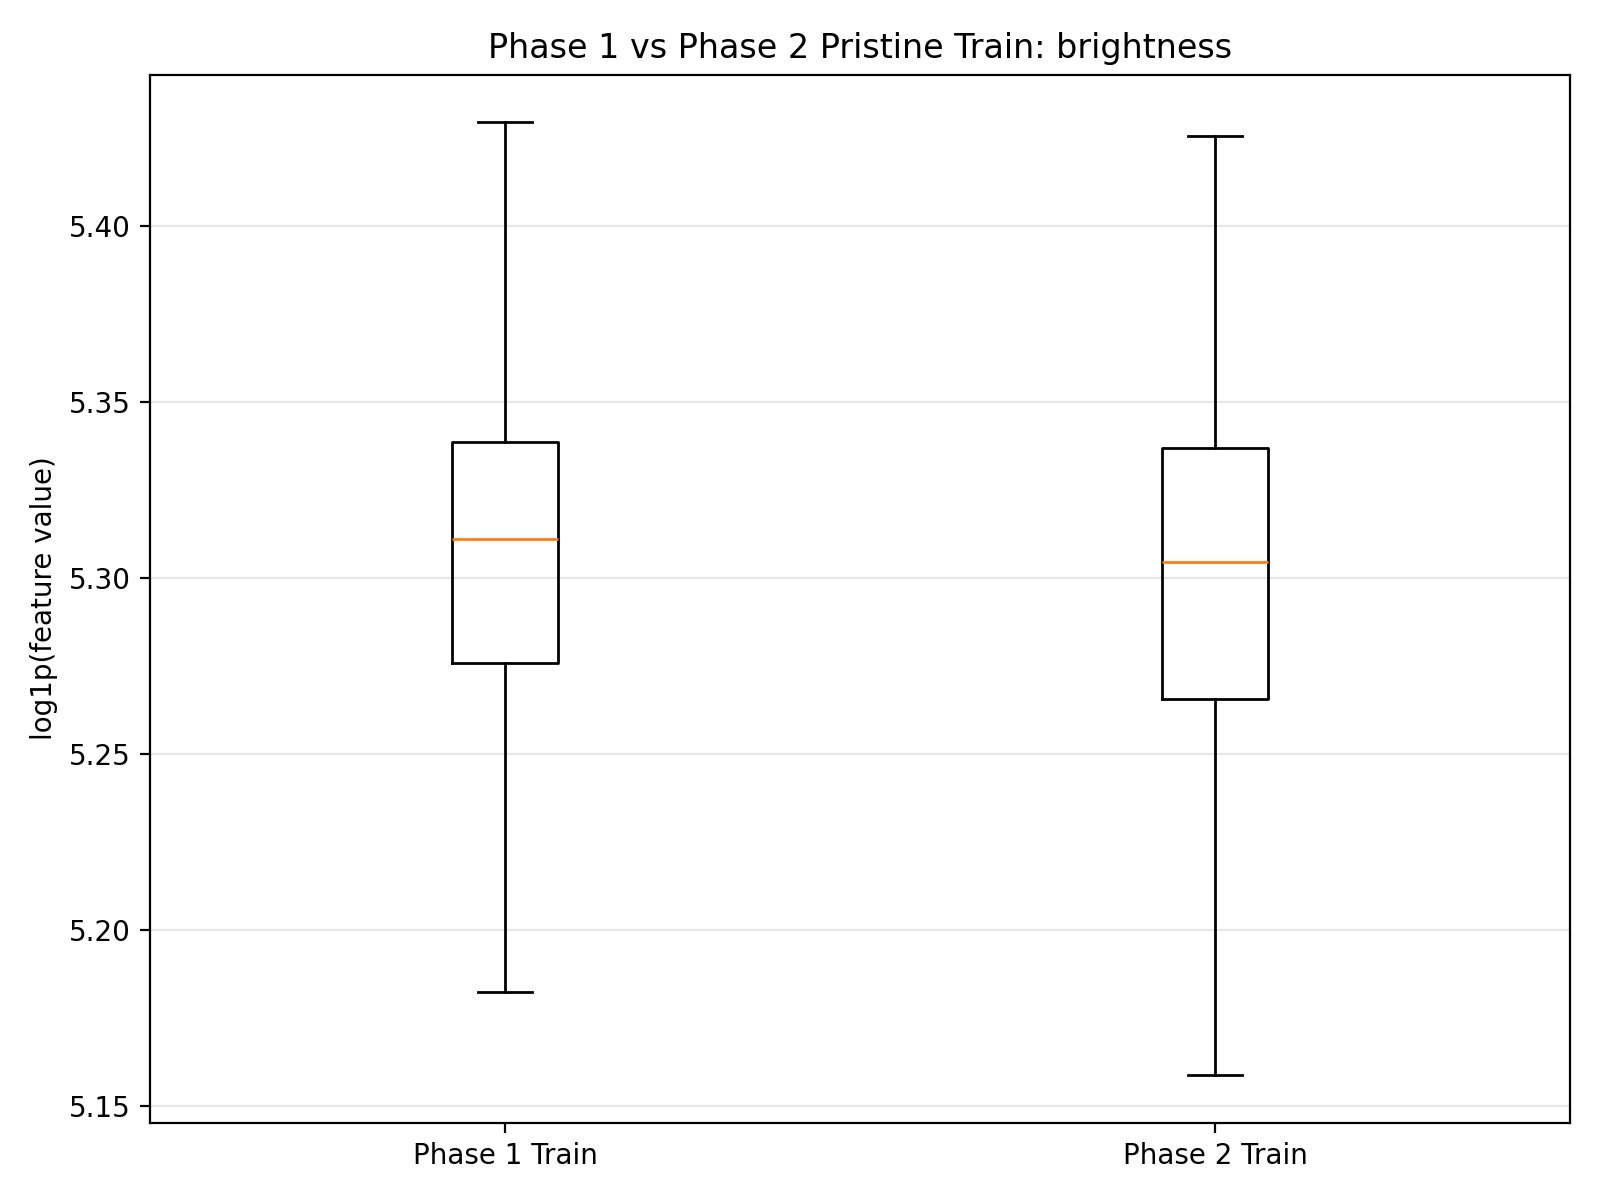 Phase 1 vs Phase 2 Pristine Train: brightness
log1p(feature value)
5.40
5.35
5.30
5.25
5.20
5.15
Phase 1 Train
Phase 2 Train